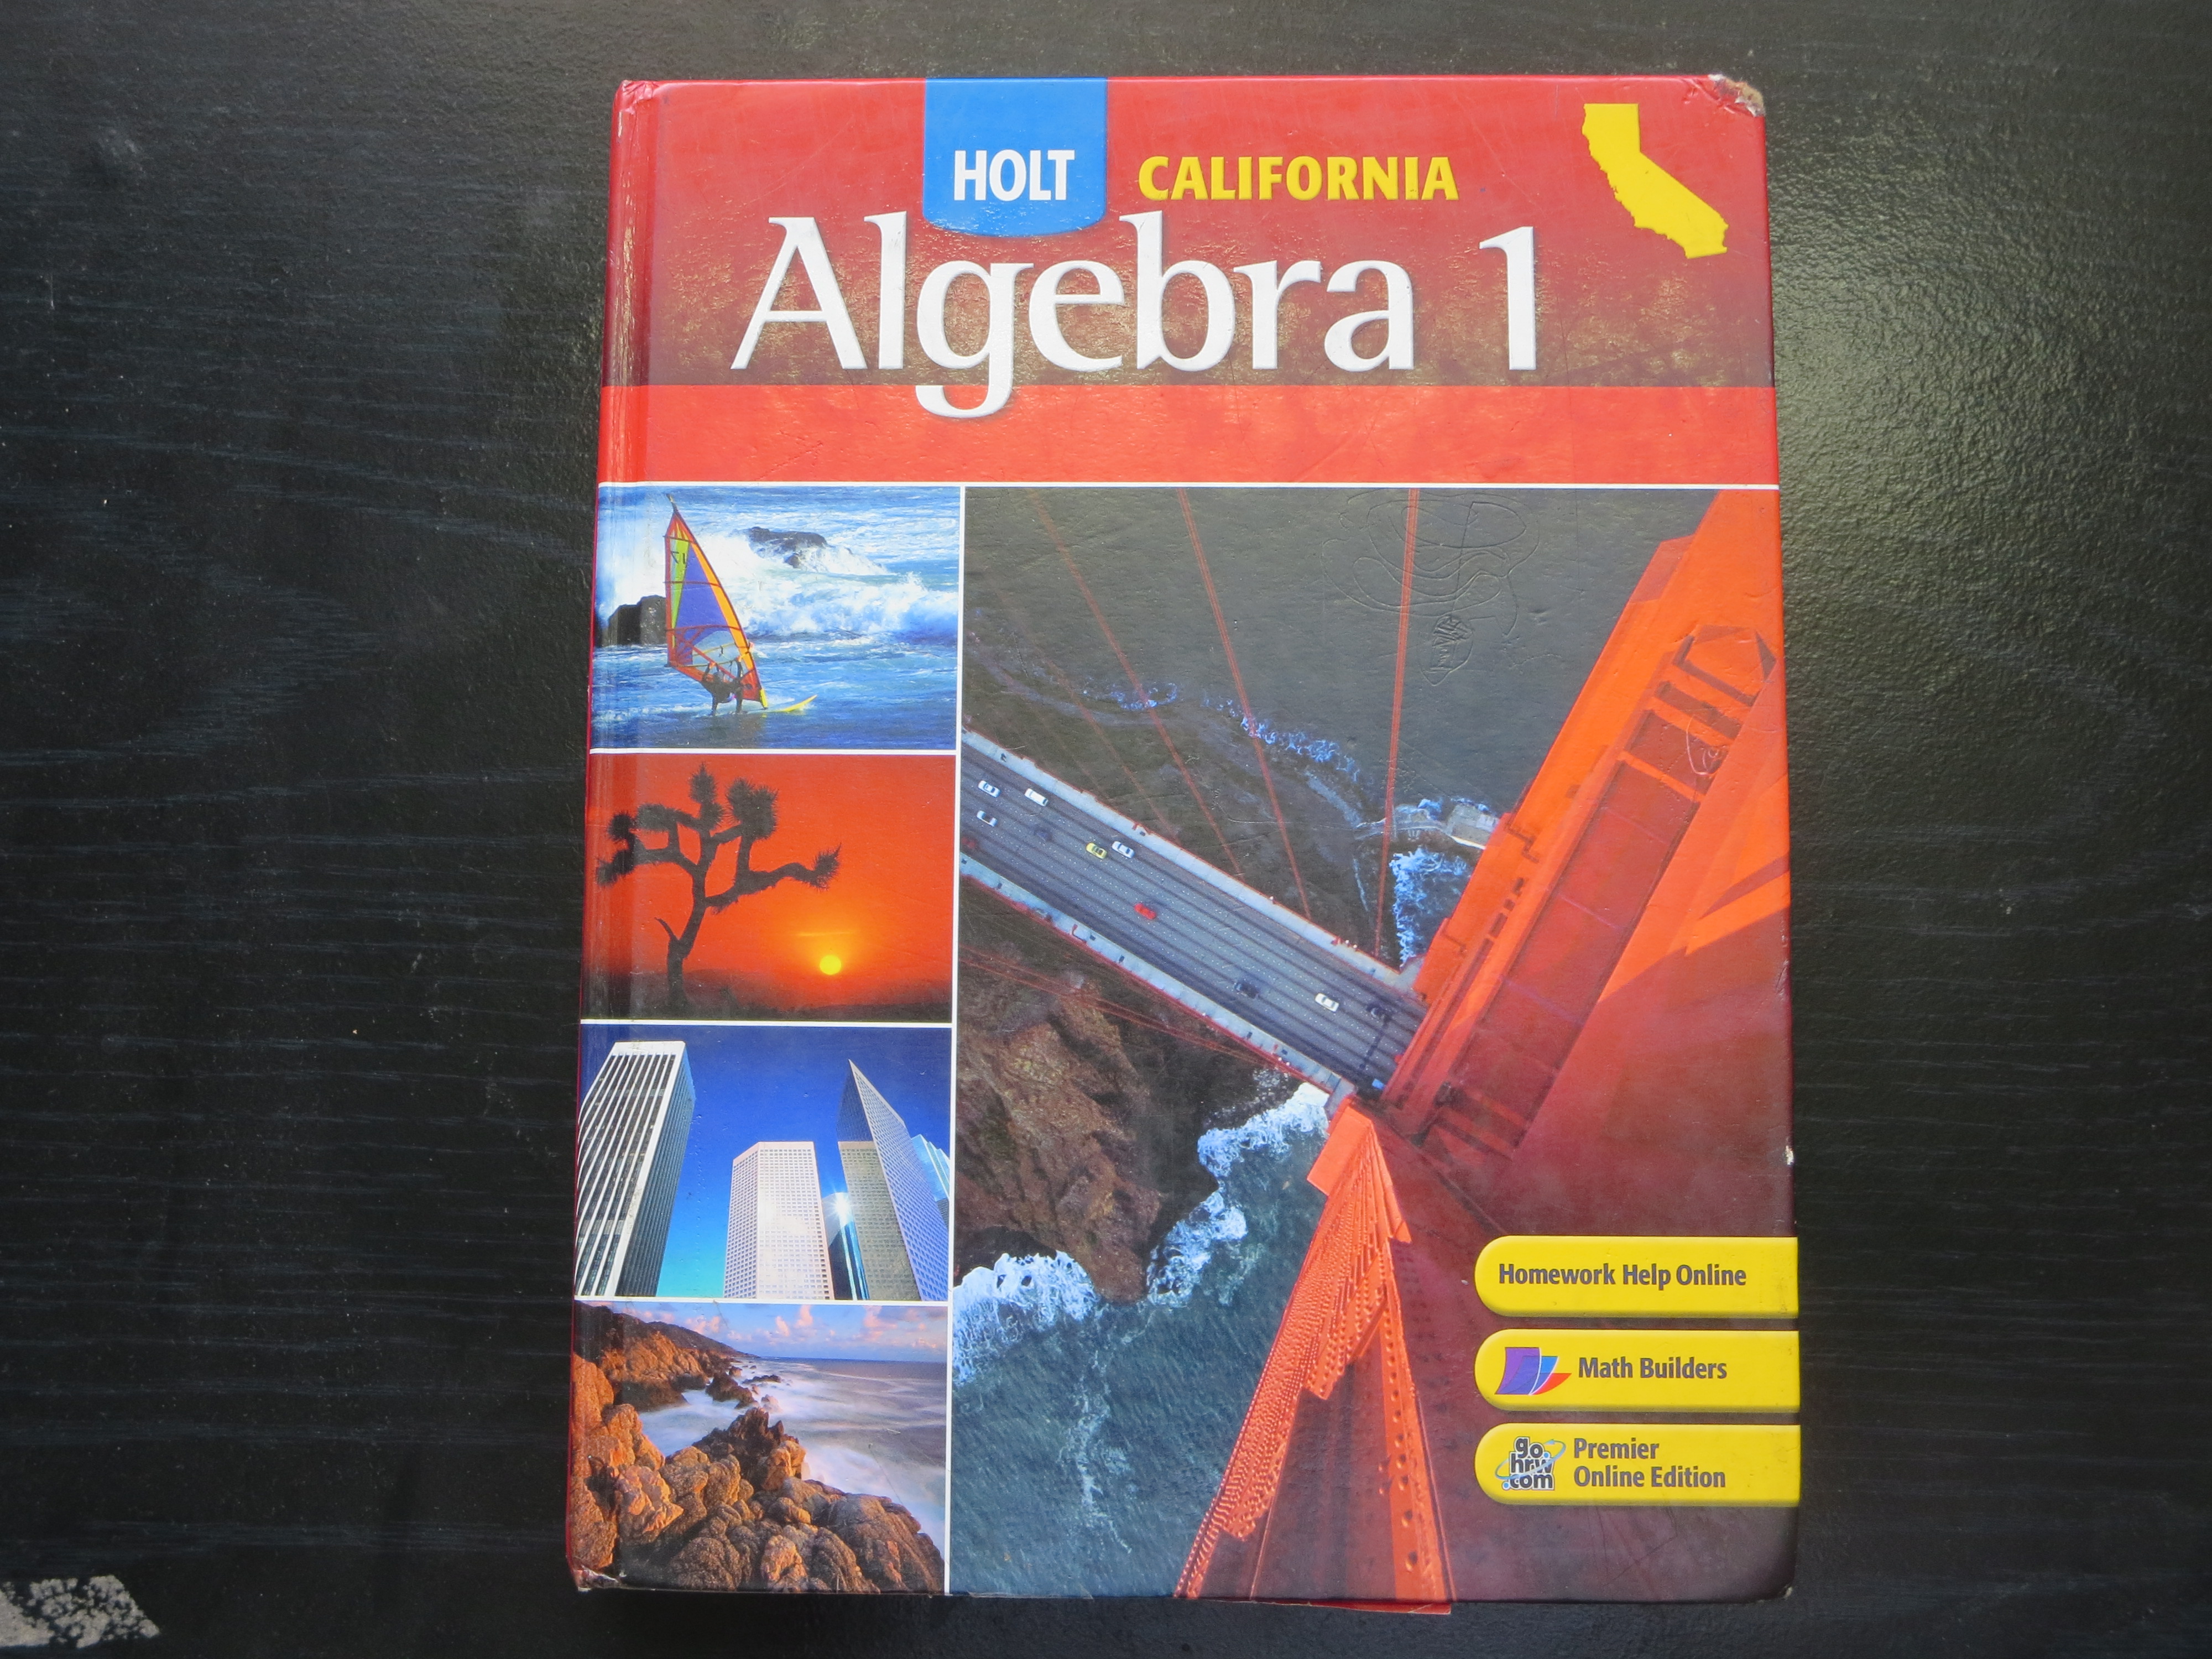 HOLT CALIFORNIA
Algebra 1
Homework Help Online
Math Builders
go.
hrw
.com
Premier
Online Edition